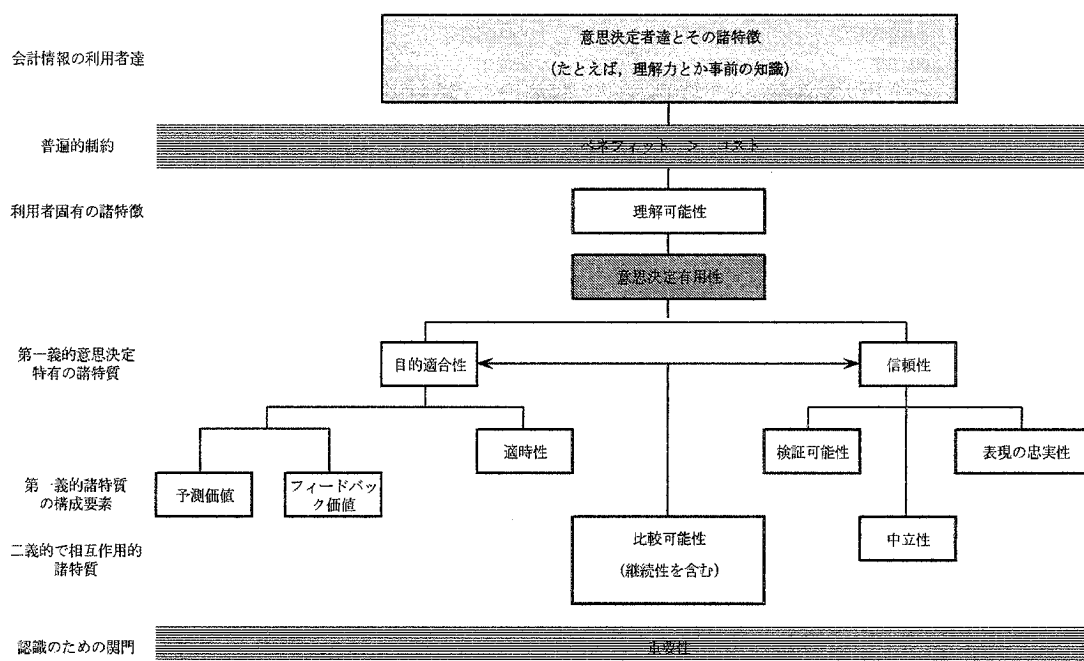 会計情報の利用者達
意思決定者達とその諸特徴
(たとえば，理解力とか事前の知識)
普遍的制約
ベネフィット > コスト
利用者固有の諸特徴
理解可能性
意思決定有用性
第一義的意思決定
特有の諸特質
目的適合性
信頼性
適時性
検証可能性
表現の忠実性
第一義的諸特質
の構成要素
予測価値
フィードバッ
ク価値
二義的で相互作用的
諸特質
比較可能性
(継続性を含む)
中立性
認識のための関門
重要性